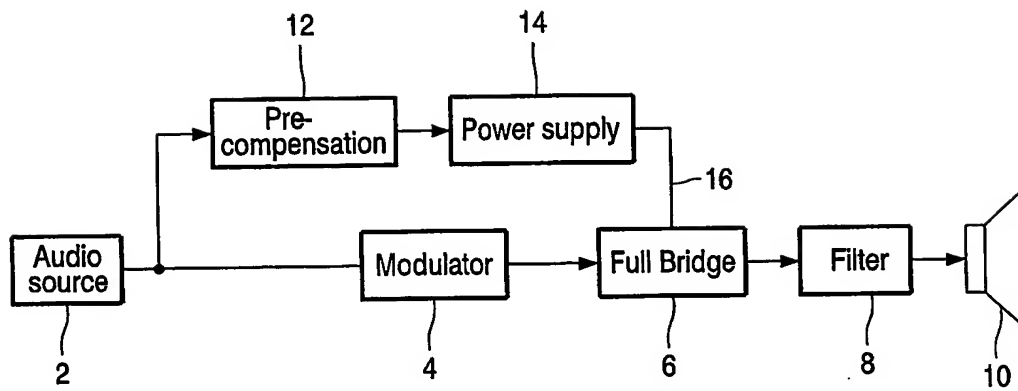 12
14
Pre-
compensation
Power supply
16
Audio
source
Modulator
Full Bridge
Filter
2
4
6
8
10